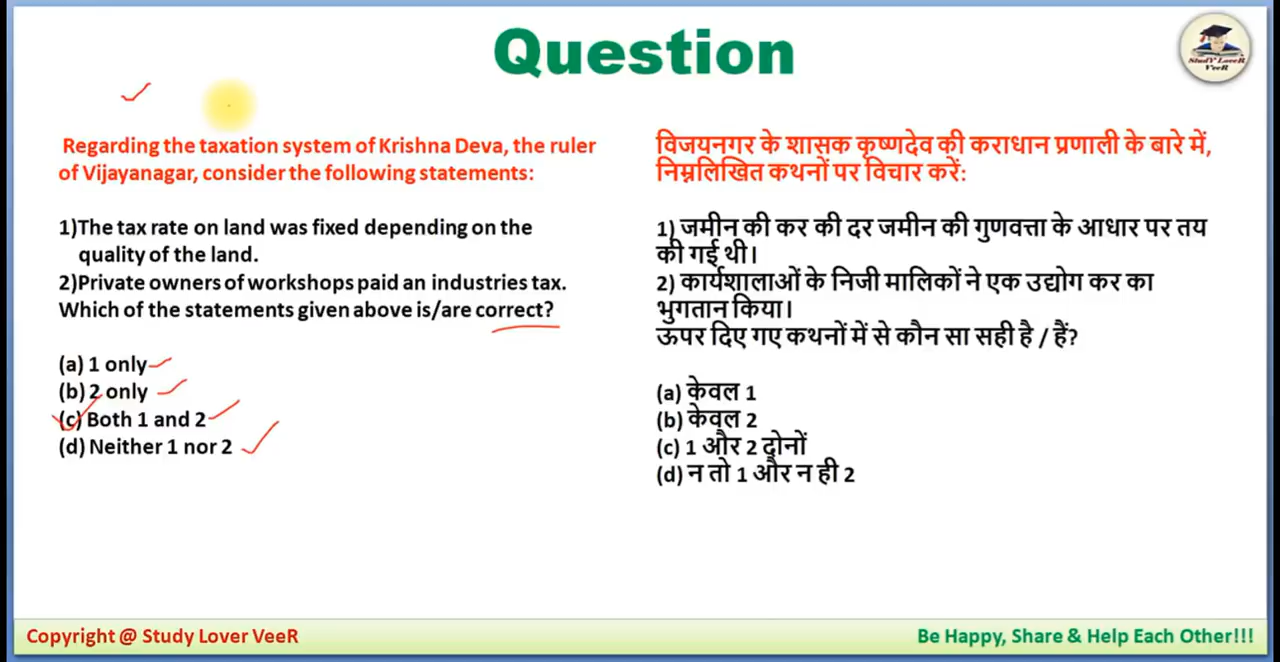 Question
StudY LoveR
VeeR
Regarding the taxation system of Krishna Deva, the ruler
of Vijayanagar, consider the following statements:
1)The tax rate on land was fixed depending on the
quality of the land.
2)Private owners of workshops paid an industries tax.
Which of the statements given above is/are correct?
(a) 1 only
(b) 2 only
(c) Both 1 and 2
(d) Neither 1 nor 2
विजयनगर के शासक कृष्णदेव की कराधान प्रणाली के बारे में,
निम्नलिखित कथनों पर विचार करें:
1) जमीन की कर की दर जमीन की गुणवत्ता के आधार पर तय
की गई थी।
2) कार्यशालाओं के निजी मालिकों ने एक उद्योग कर का
भुगतान किया।
ऊपर दिए गए कथनों में से कौन सा सही है / हैं?
(a) केवल 1
(b) केवल 2
(c) 1 और 2 दोनों
(d) न तो 1 और न ही 2
Copyright @ Study Lover VeeR
Be Happy, Share & Help Each Other!!!